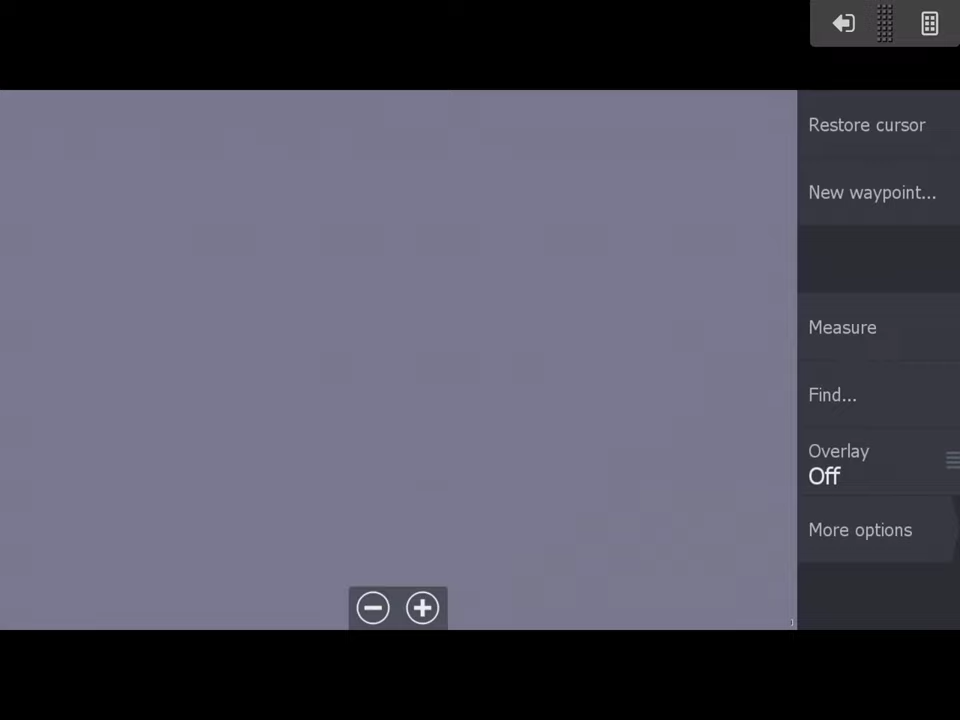 Restore cursor
New waypoint...
Measure
Find...
Overlay
Off
More options